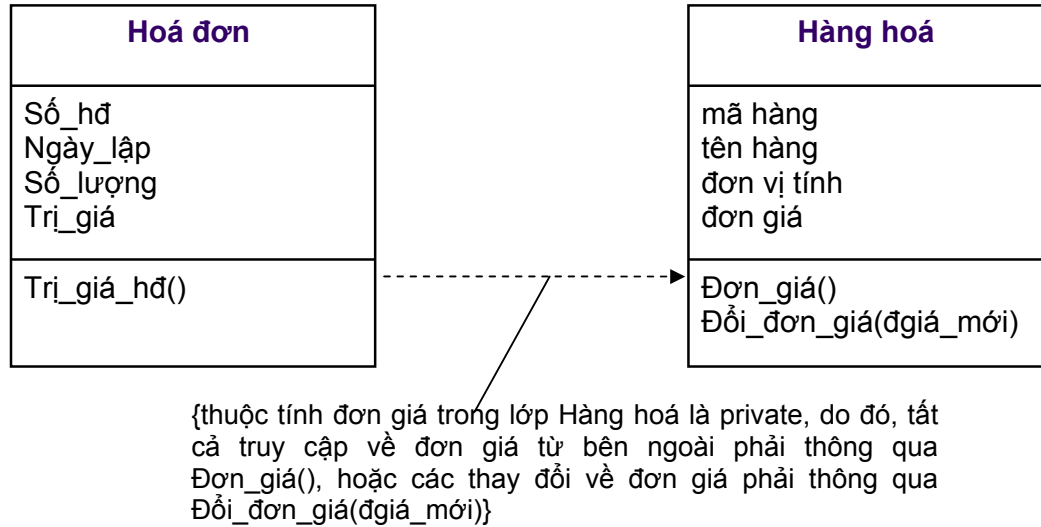 Hoá đơn
Số_hđ
Ngày_lập
Số_lượng
Trị_giá
Trị_giá_hđ()
Hàng hoá
mã hàng
tên hàng
đơn vị tính
đơn giá
Đơn_giá()
Đổi_đơn_giá(đgiá_mới)
{thuộc tính đơn giá trong lớp Hàng hoá là private, do đó, tất
cả truy cập về đơn giá từ bên ngoài phải thông qua
Đơn_giá(), hoặc các thay đổi về đơn giá phải thông qua
Đổi_đơn_giá(đgiá_mới)}